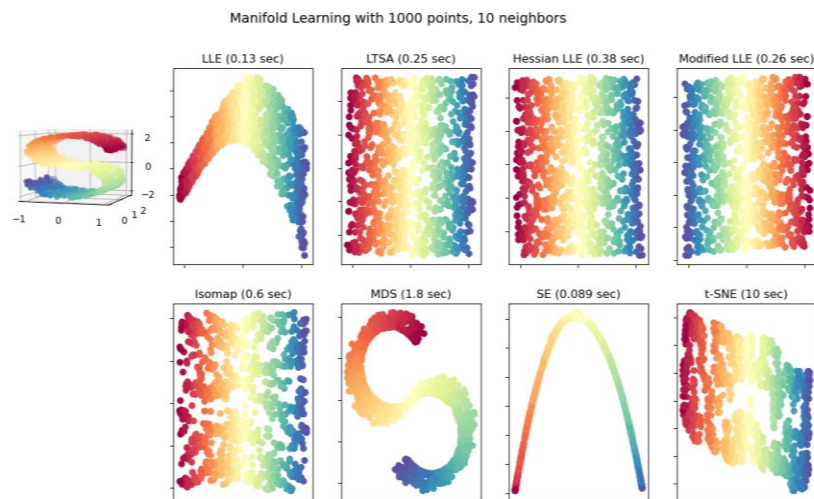 Manifold Learning with 1000 points, 10 neighbors
LLE (0.13 sec)
LTSA (0.25 sec)
Hessian LLE (0.38 sec)
Modified LLE (0.26 sec)
2
0
−2
−1
0
1
0
1
2
Isomap (0.6 sec)
MDS (1.8 sec)
SE (0.089 sec)
t-SNE (10 sec)